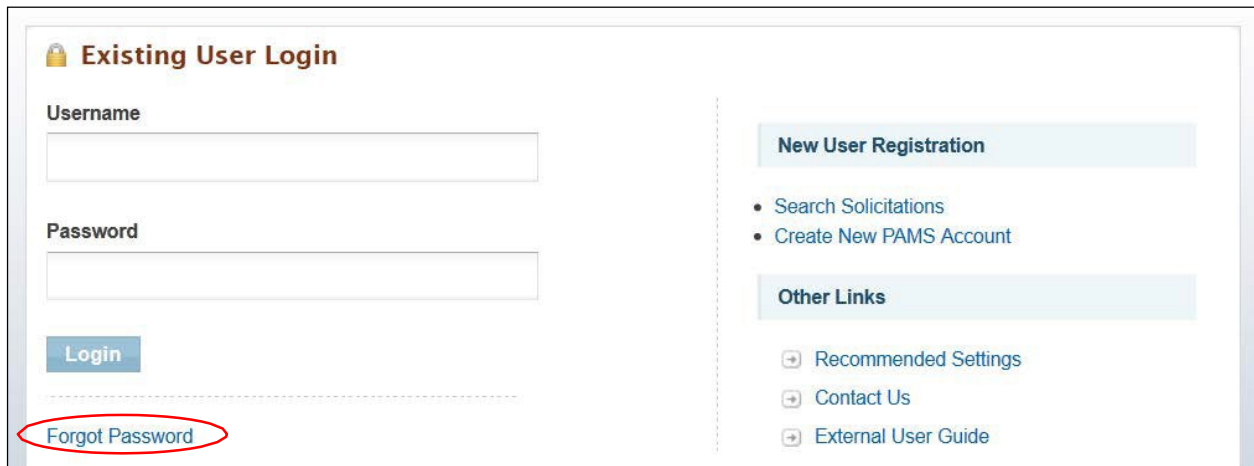 Existing User Login
Username
Password
Login
Forgot Password
New User Registration
Search Solicitations
Create New PAMS Account
Other Links
Recommended Settings
Contact Us
External User Guide